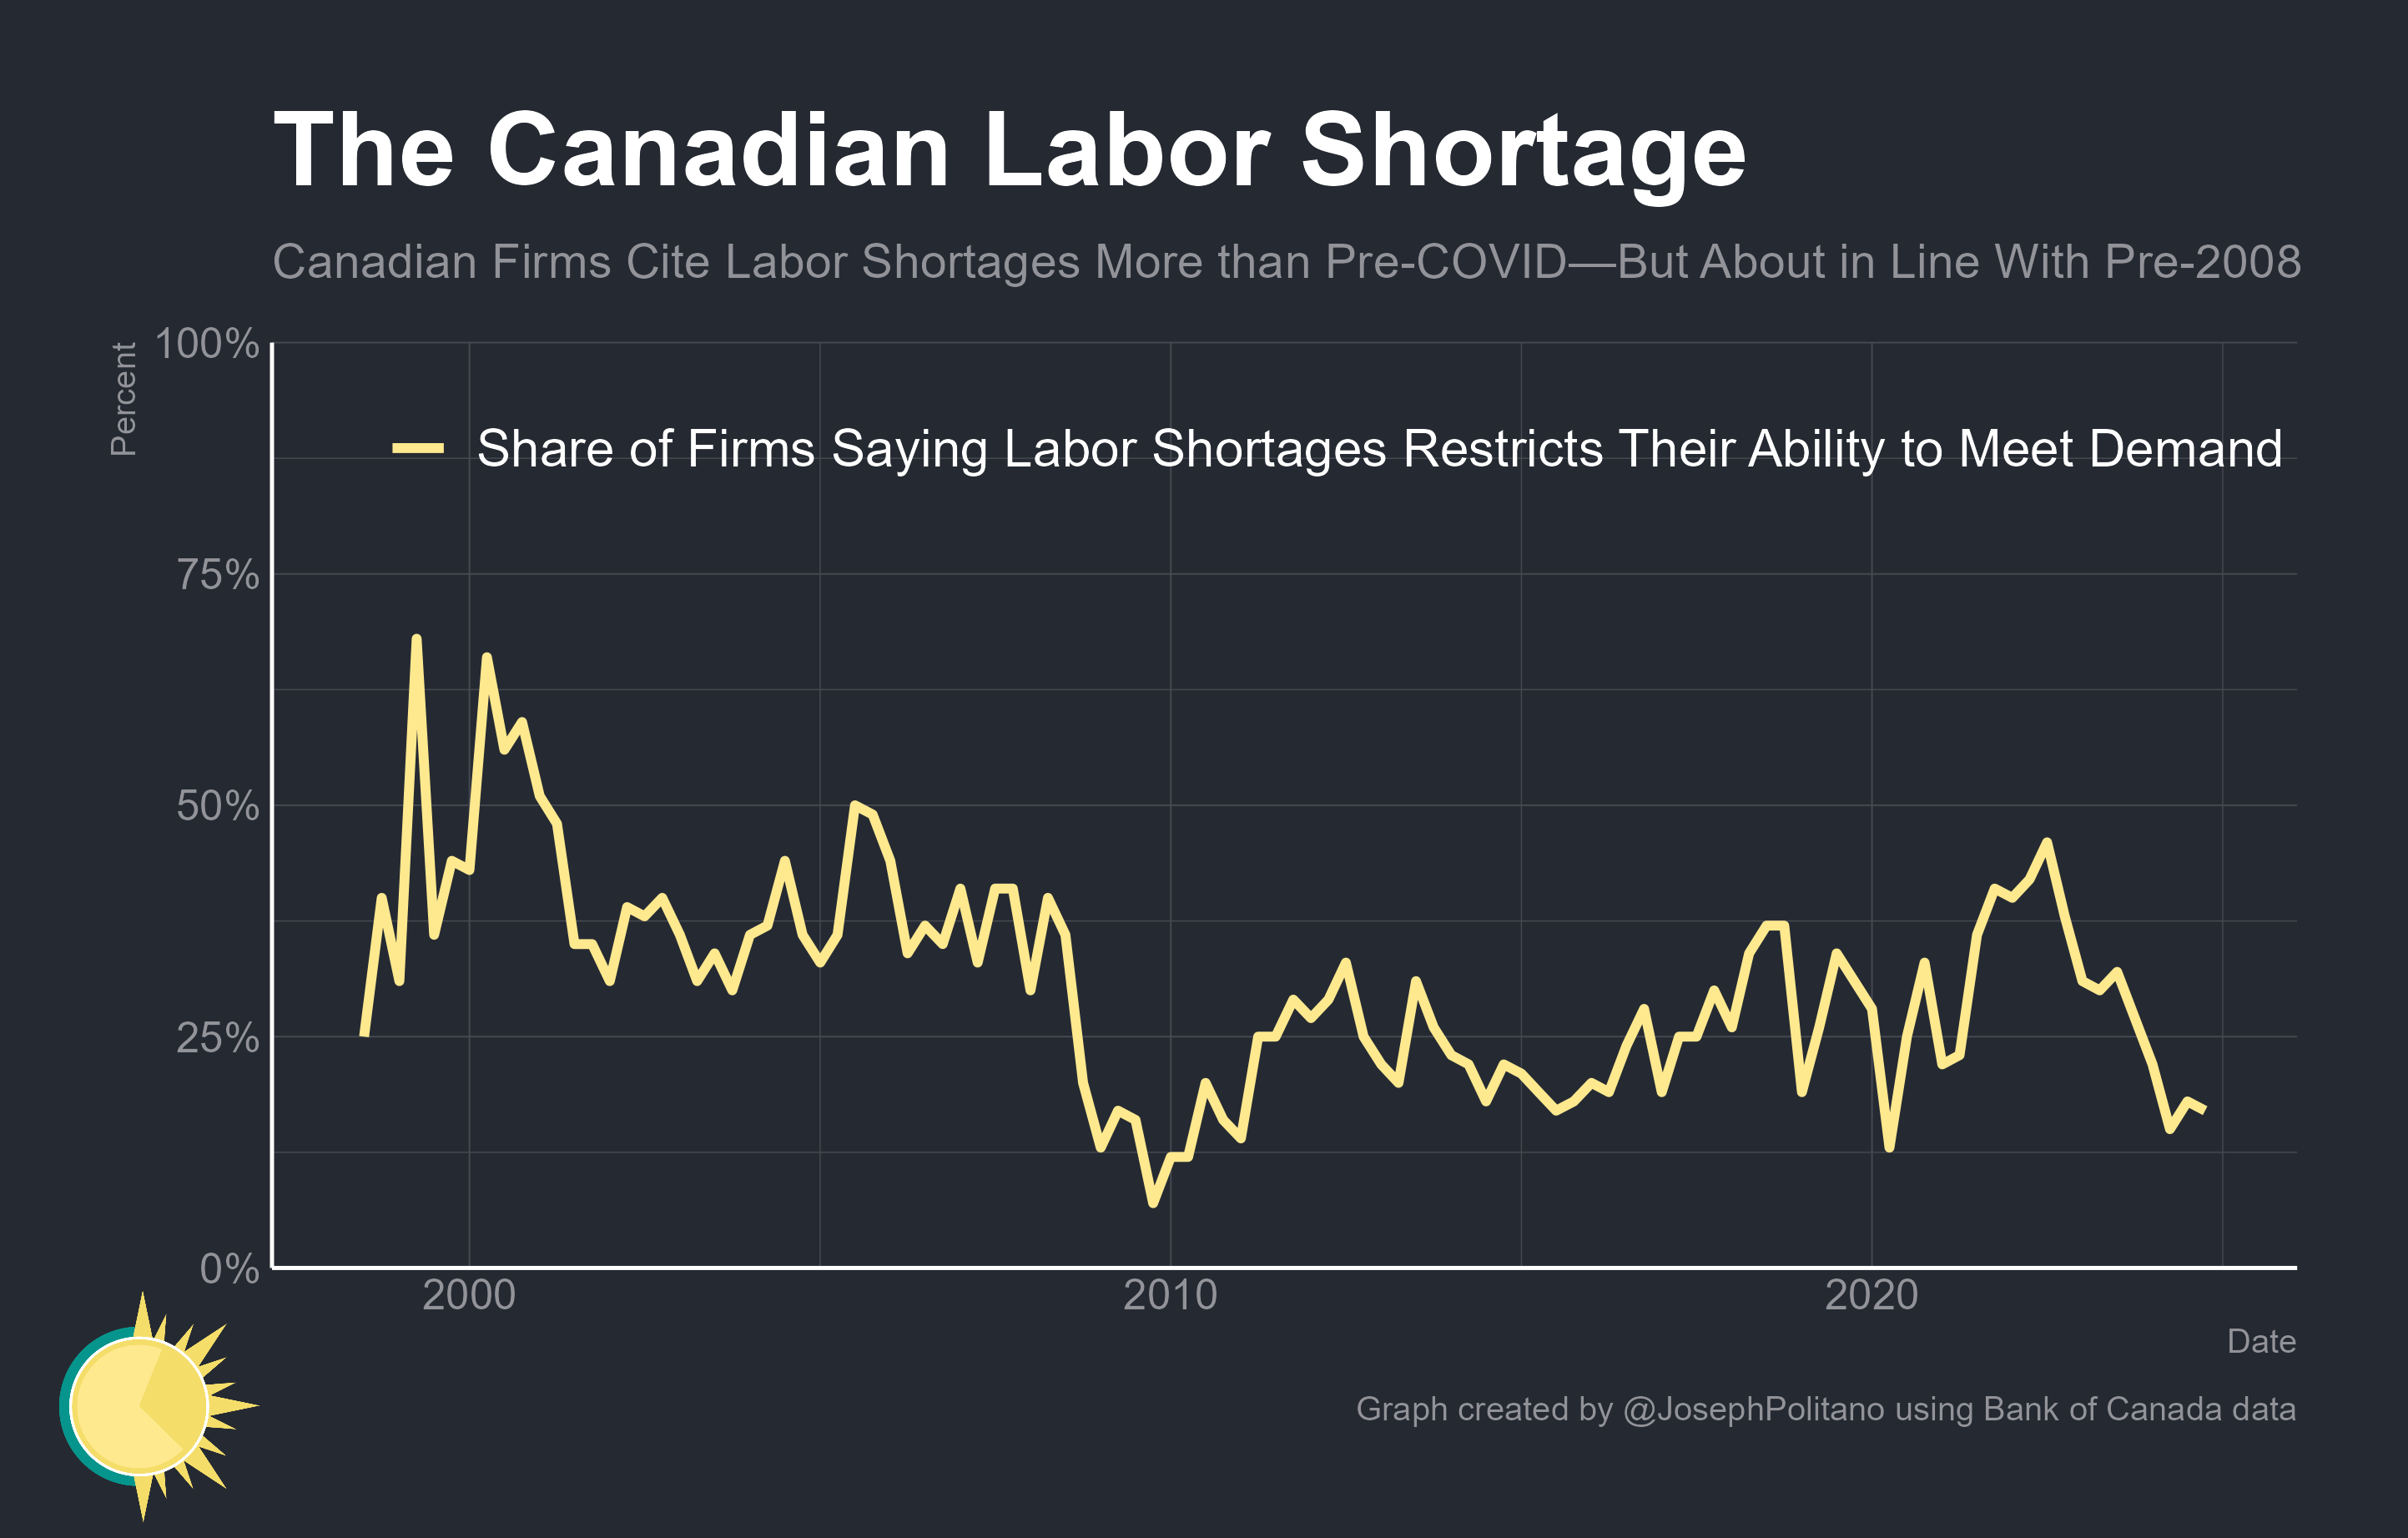 The Canadian Labor Shortage
Canadian Firms Cite Labor Shortages More than Pre-COVID—But About in Line With Pre-2008
Percent
100%
Share of Firms Saying Labor Shortages Restricts Their Ability to Meet Demand
75%
50%
25%
0%
2000 2010 2020
Date
Graph created by @JosephPolitano using Bank of Canada data